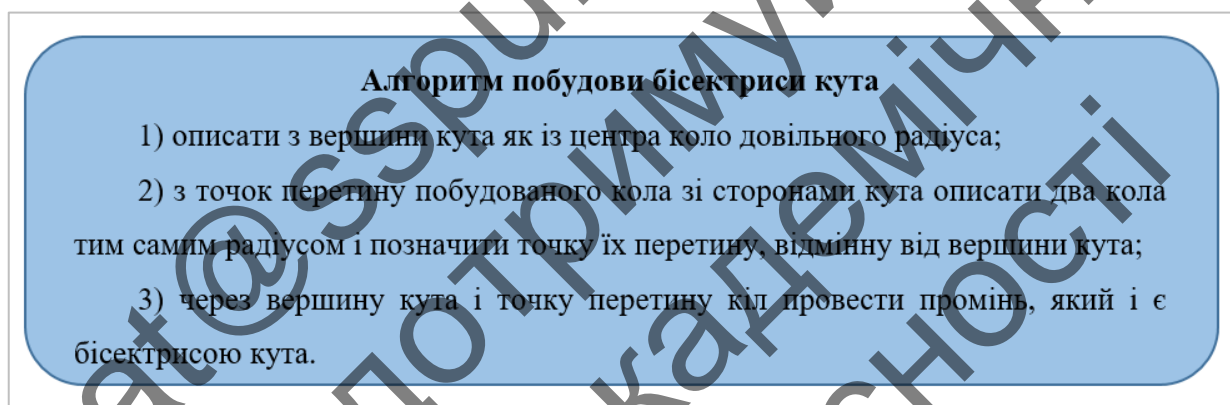 Алгоритм побудови бісектриси кута
1) описати з вершини кута як із центра коло довільного радіуса;
2) з точок перетину побудованого кола зі сторонами кута описати два кола
тим самим радіусом і позначити точку їх перетину, відмінну від вершини кута;
3) через вершину кута і точку перетину кіл провести промінь, який і є
бісектрисою кута.